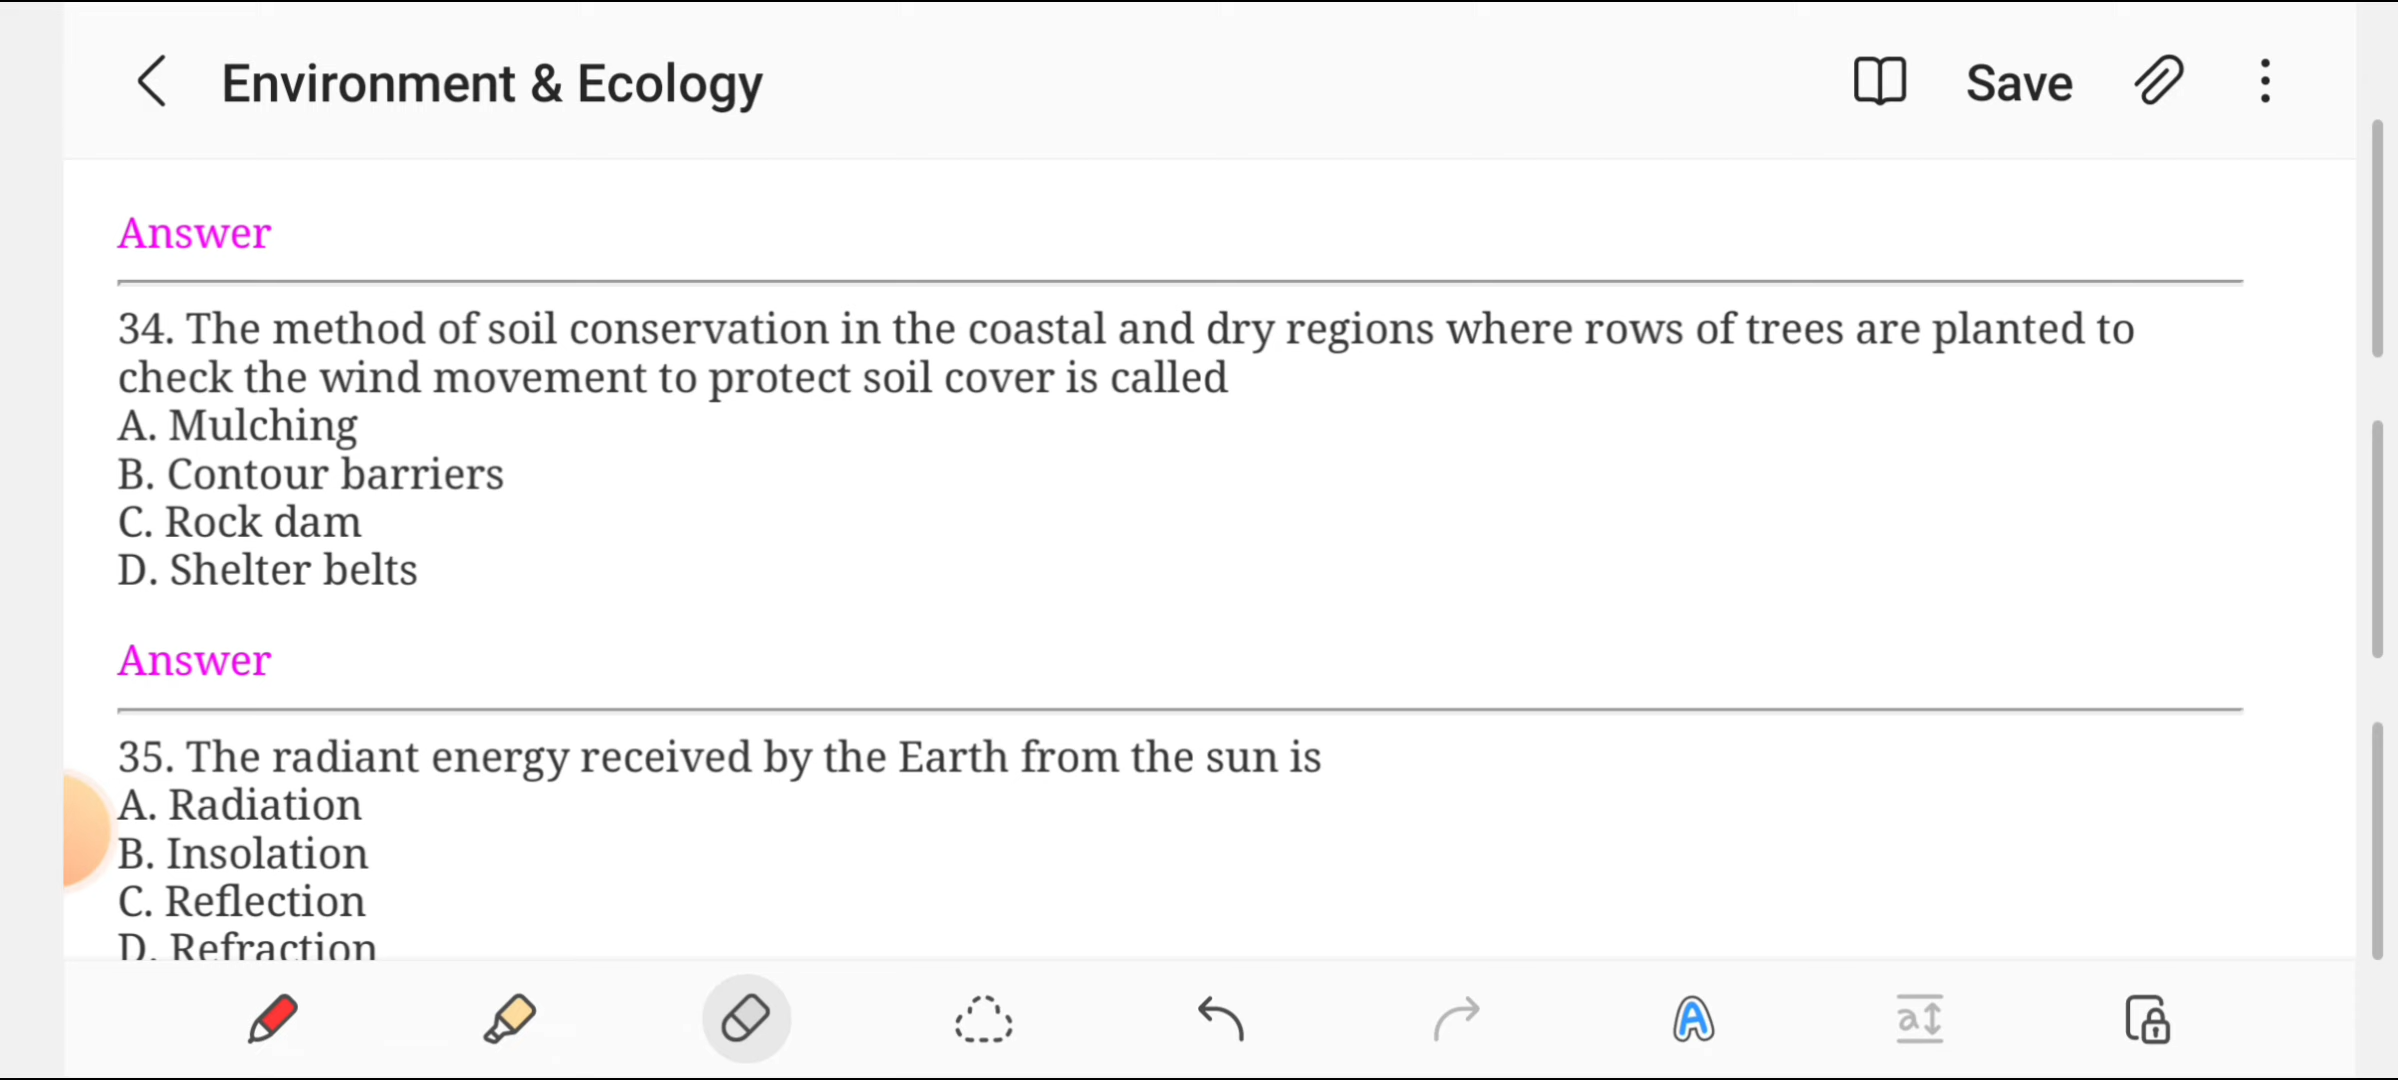 Environment & Ecology
Save
Answer
34. The method of soil conservation in the coastal and dry regions where rows of trees are planted to
check the wind movement to protect soil cover is called
A. Mulching
B. Contour barriers
C. Rock dam
D. Shelter belts
Answer
35. The radiant energy received by the Earth from the sun is
A. Radiation
B. Insolation
C. Reflection
D. Refraction